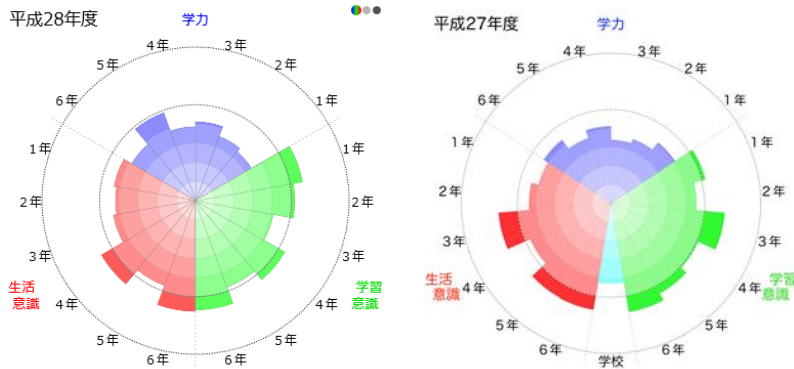 平成28年度
学力
4年
3年
5年
2年
6年
1年
1年
1年
2年
2年
3年
3年
生活
意識
学習
意識
4年
4年
5年
5年
6年
6年
平成27年度
学力
4年
3年
5年
2年
6年
1年
1年
1年
2年
2年
3年
3年
生活
意識
学習
意識
4年
4年
5年
5年
6年
6年
学校